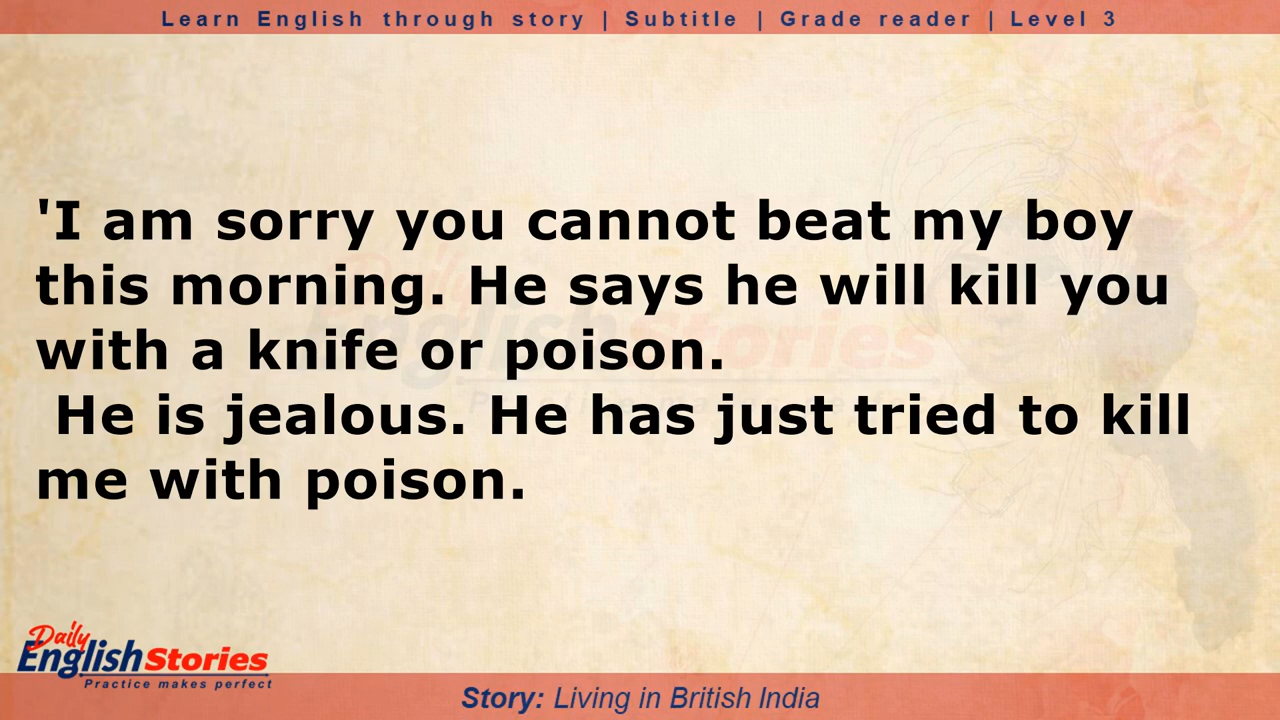 Learn English through story | Subtitle | Grade reader | Level 3
'I am sorry you cannot beat my boy
this morning. He says he will kill you
with a knife or poison.
He is jealous. He has just tried to kill
me with poison.
Daily
EnglishStories
Practice makes perfect
Story: Living in British India